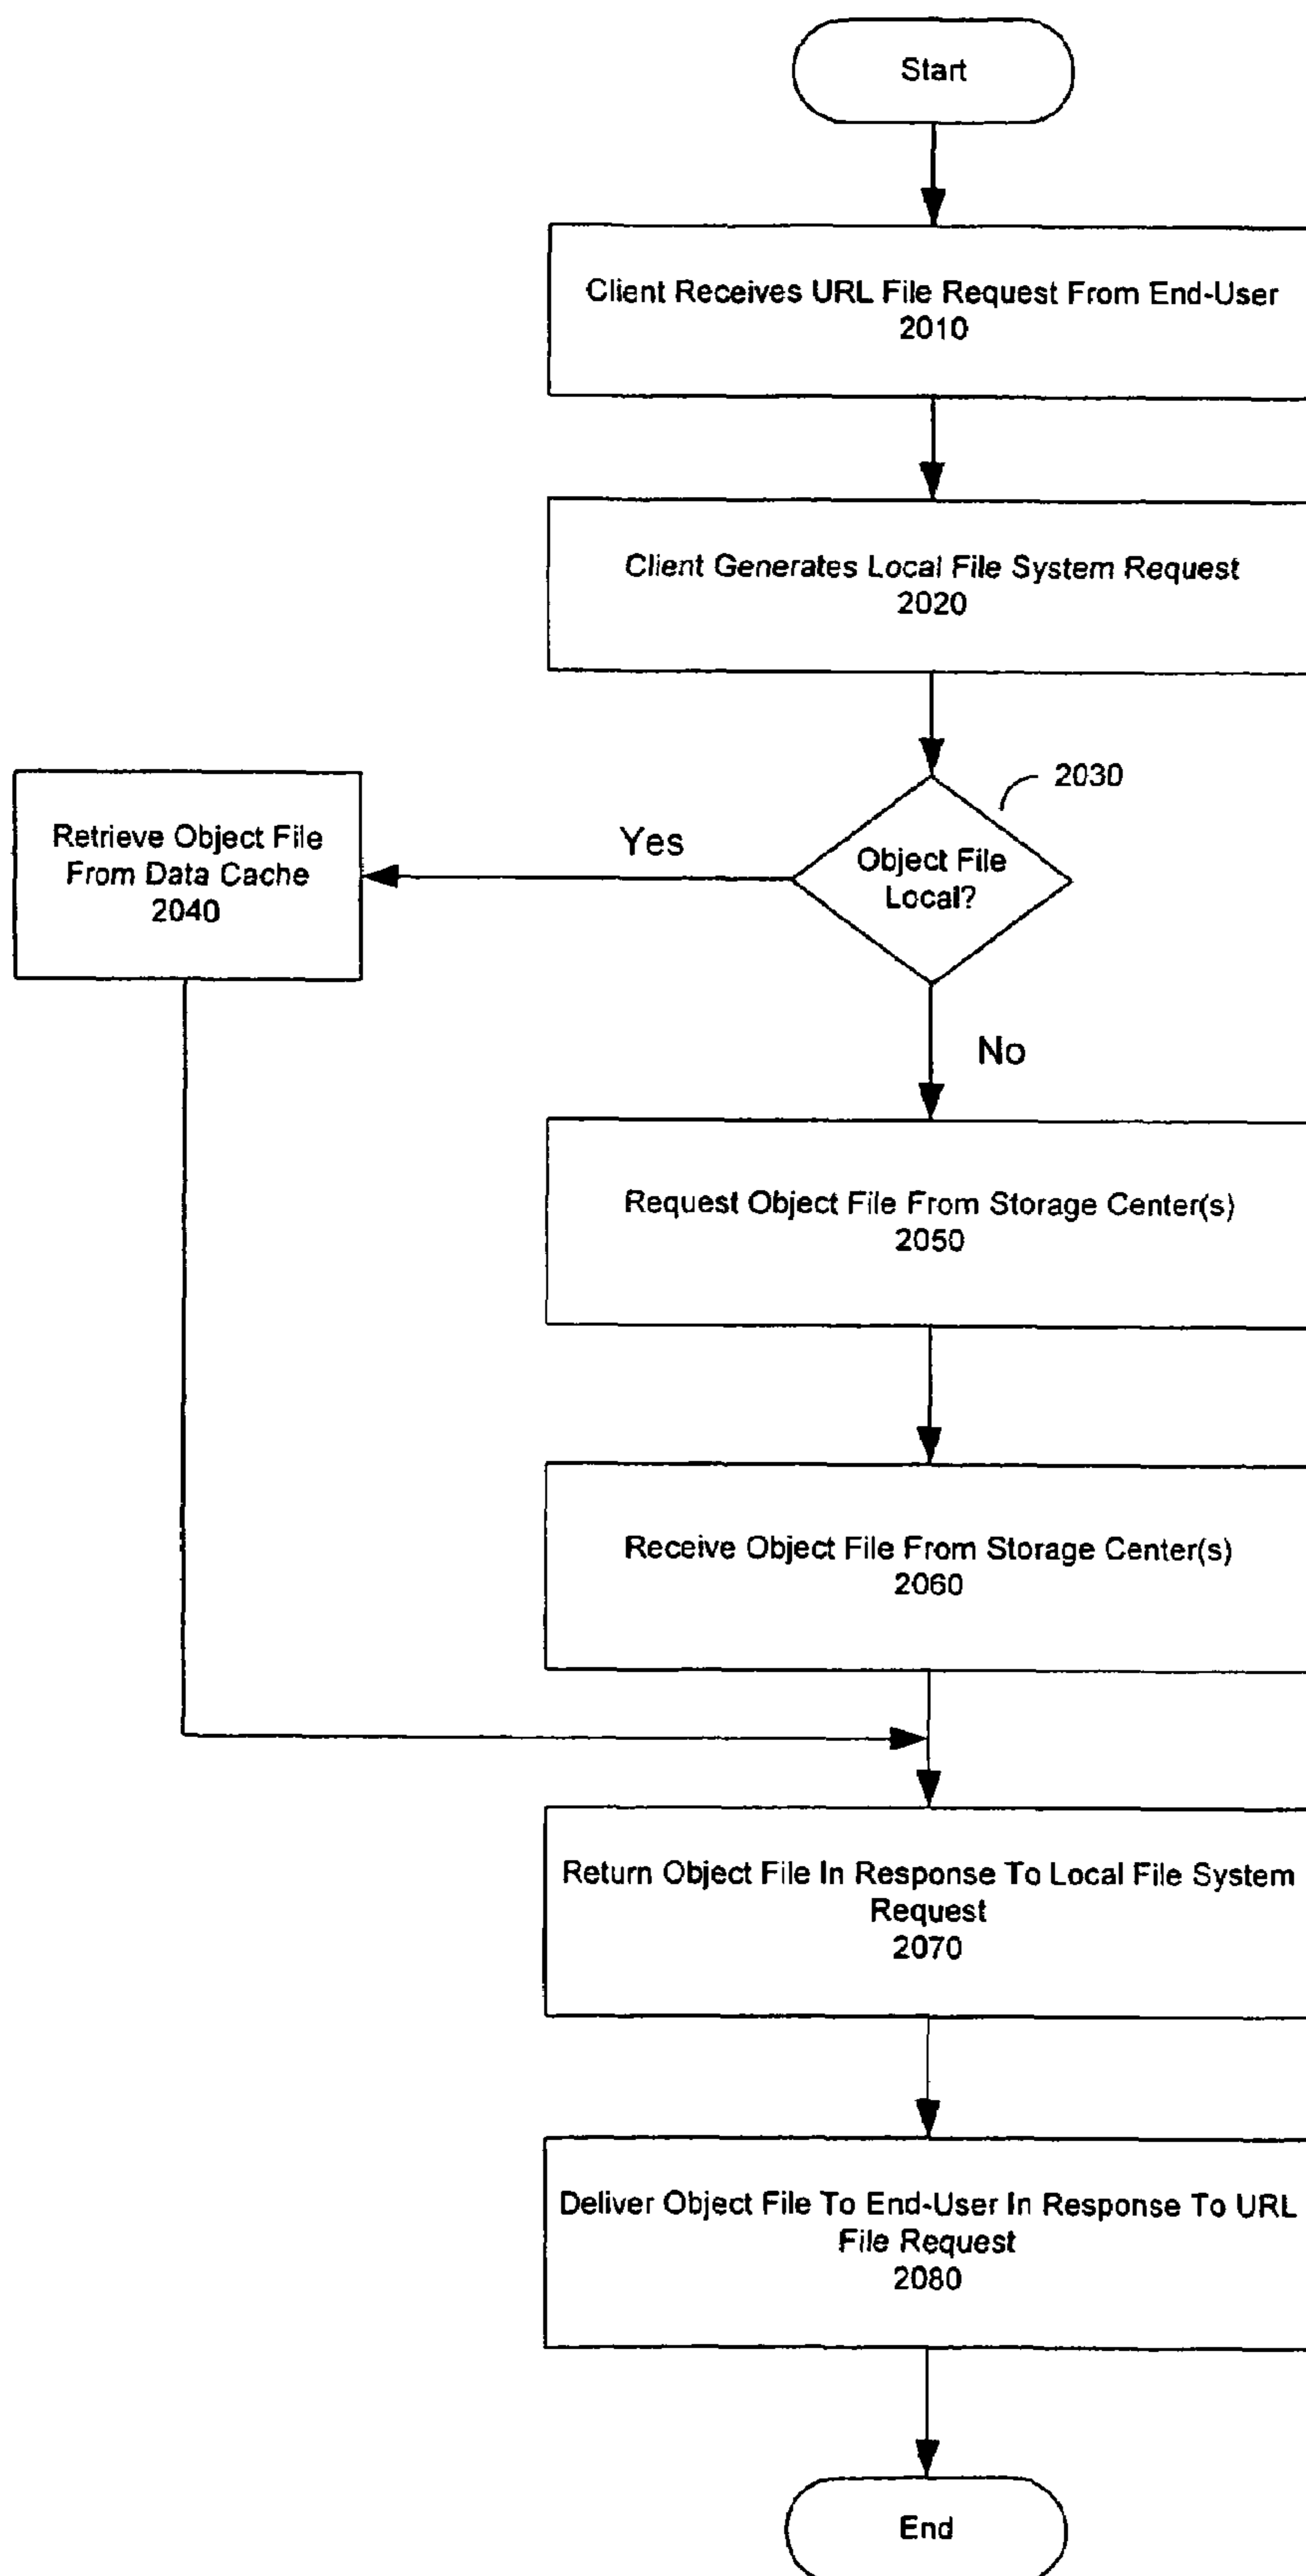 Start
Client Receives URL File Request From End-User
2010
Client Generates Local File System Request
2020
2030
Object File
Local?
Yes
Retrieve Object File
From Data Cache
2040
No
Request Object File From Storage Center(s)
2050
Receive Object File From Storage Center(s)
2060
Return Object File In Response To Local File System
Request
2070
Deliver Object File To End-User In Response To URL
File Request
2080
End